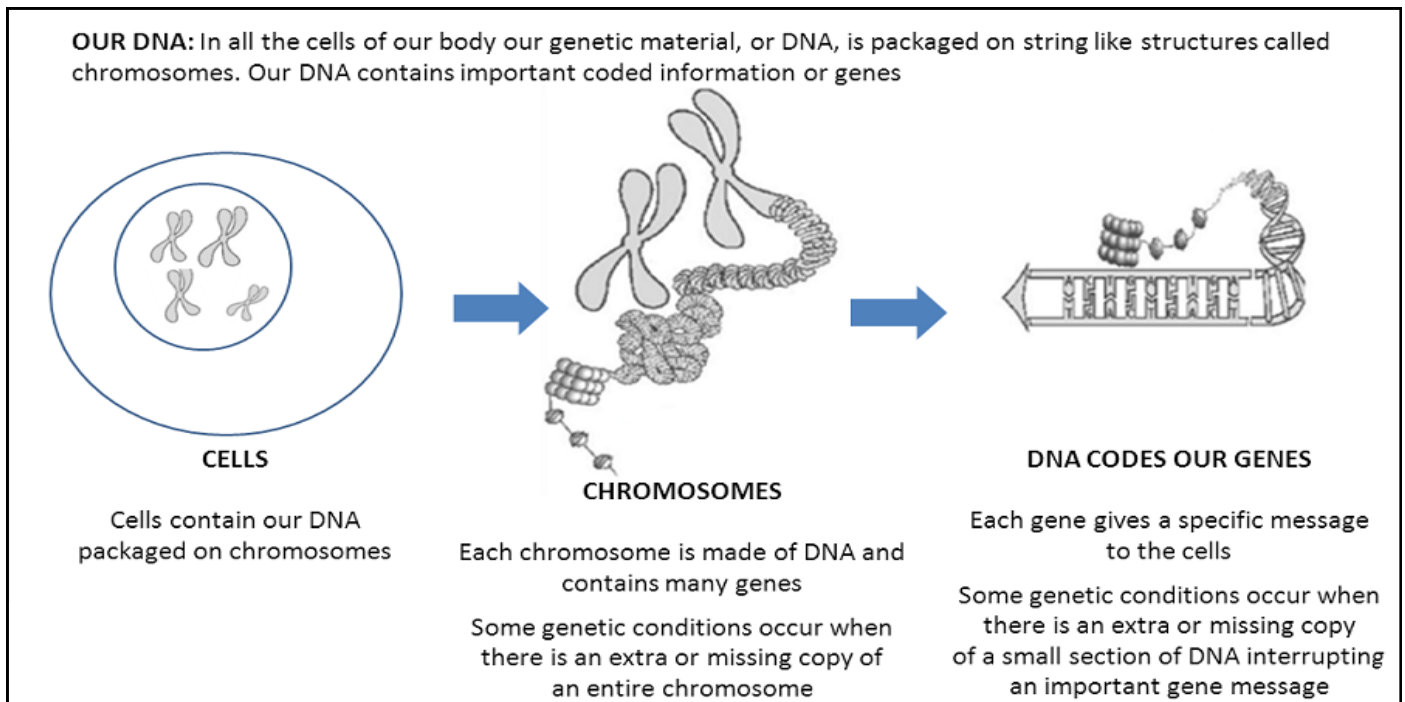 OUR DNA: In all the cells of our body our genetic material, or DNA, is packaged on string like structures called
chromosomes. Our DNA contains important coded information or genes
CELLS
Cells contain our DNA
packaged on chromosomes
CHROMOSOMES
Each chromosome is made of DNA and
contains many genes
Some genetic conditions occur when
there is an extra or missing copy of
an entire chromosome
DNA CODES OUR GENES
Each gene gives a specific message
to the cells
Some genetic conditions occur when
there is an extra or missing copy
of a small section of DNA interrupting
an important gene message